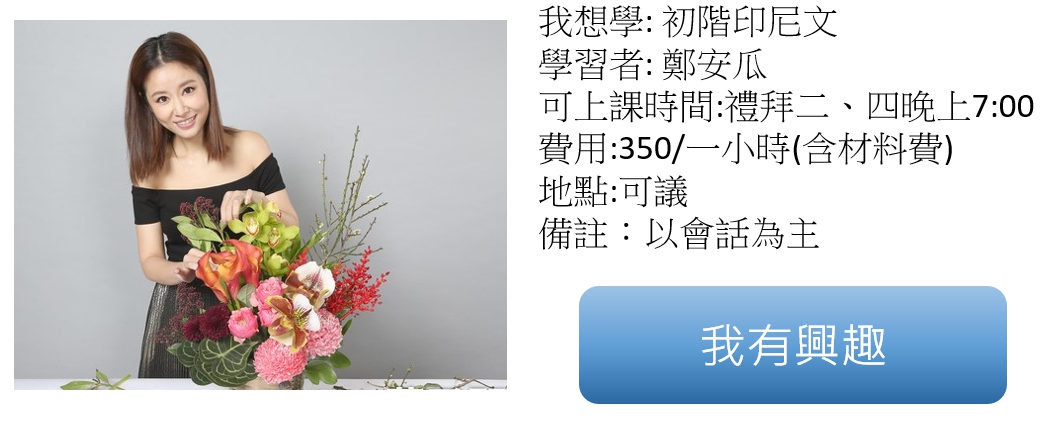 我想學: 初階印尼文
學習者: 鄭安瓜
可上課時間:禮拜二、四晚上7:00
費用:350/一小時(含材料費)
地點:可議
備註：以會話為主
我有興趣